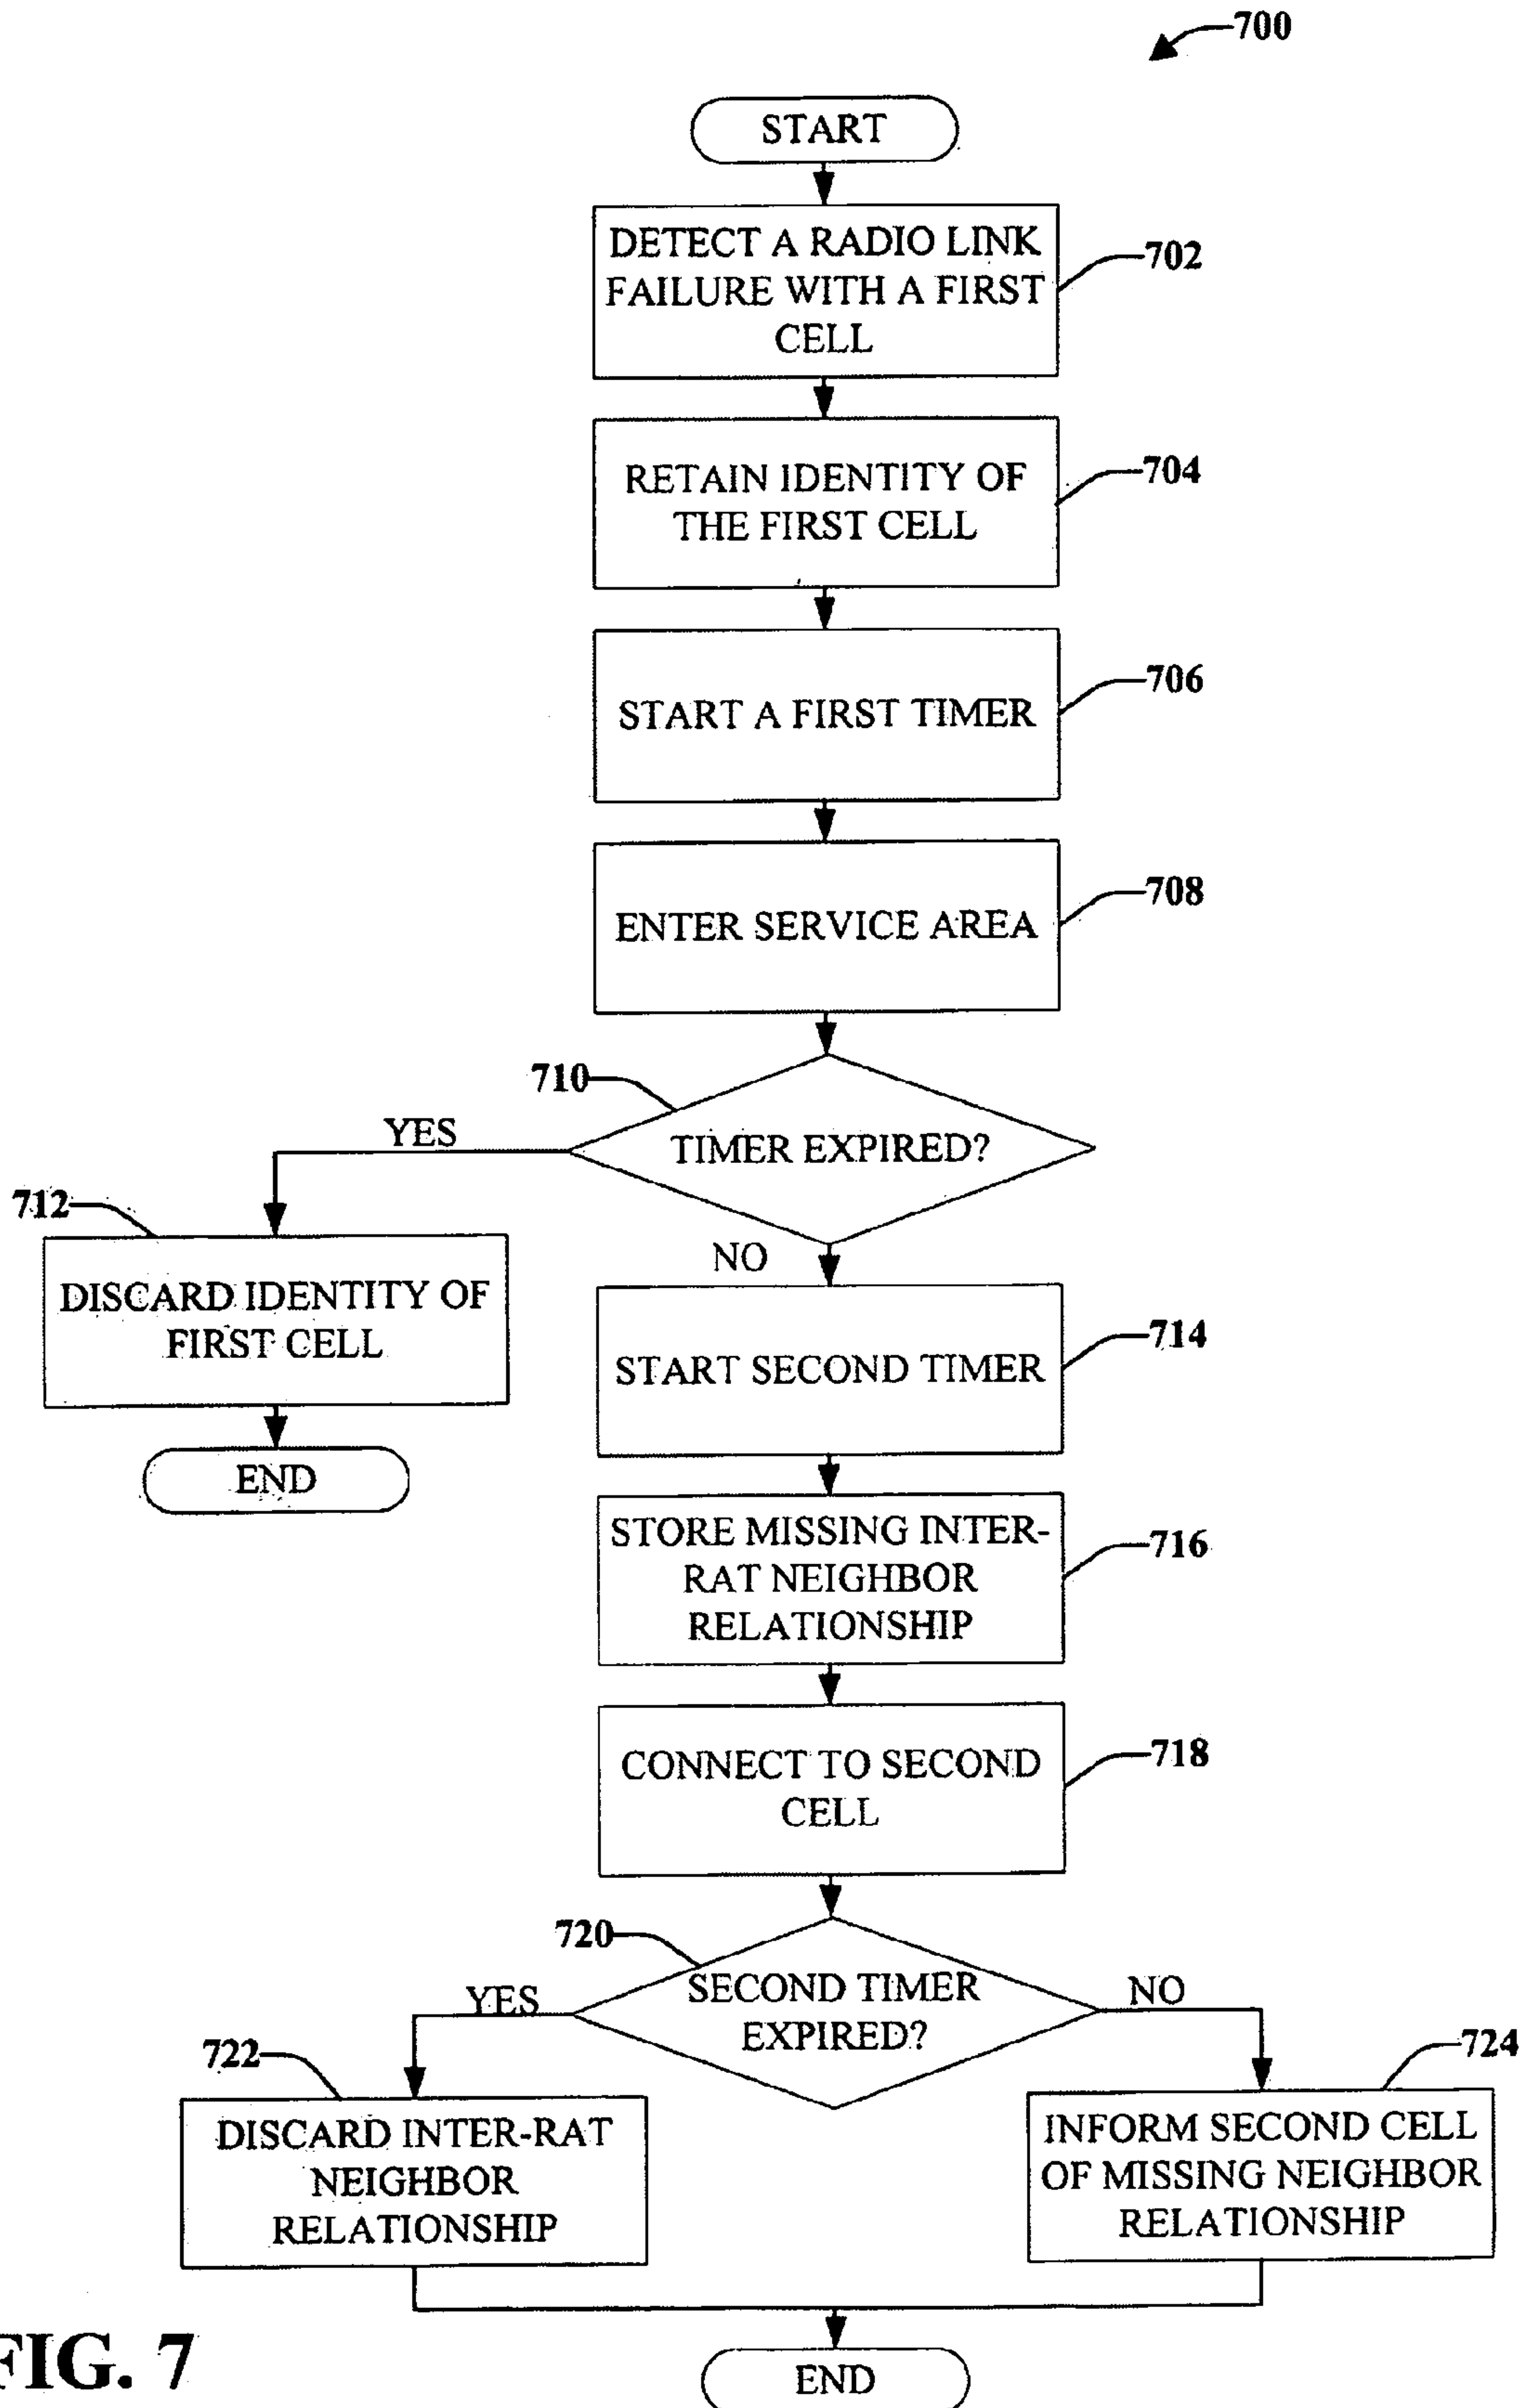 700
START
DETECT A RADIO LINK
FAILURE WITH A FIRST
CELL
702
RETAIN IDENTITY OF
THE FIRST CELL
704
START A FIRST TIMER
706
ENTER SERVICE AREA
708
710
TIMER EXPIRED?
YES
NO
712
DISCARD IDENTITY OF
FIRST CELL
END
START SECOND TIMER
714
STORE MISSING INTER-
RAT NEIGHBOR
RELATIONSHIP
716
CONNECT TO SECOND
CELL
718
720
SECOND TIMER
EXPIRED?
YES
NO
722
DISCARD INTER-RAT
NEIGHBOR
RELATIONSHIP
724
INFORM SECOND CELL
OF MISSING NEIGHBOR
RELATIONSHIP
END
FIG. 7